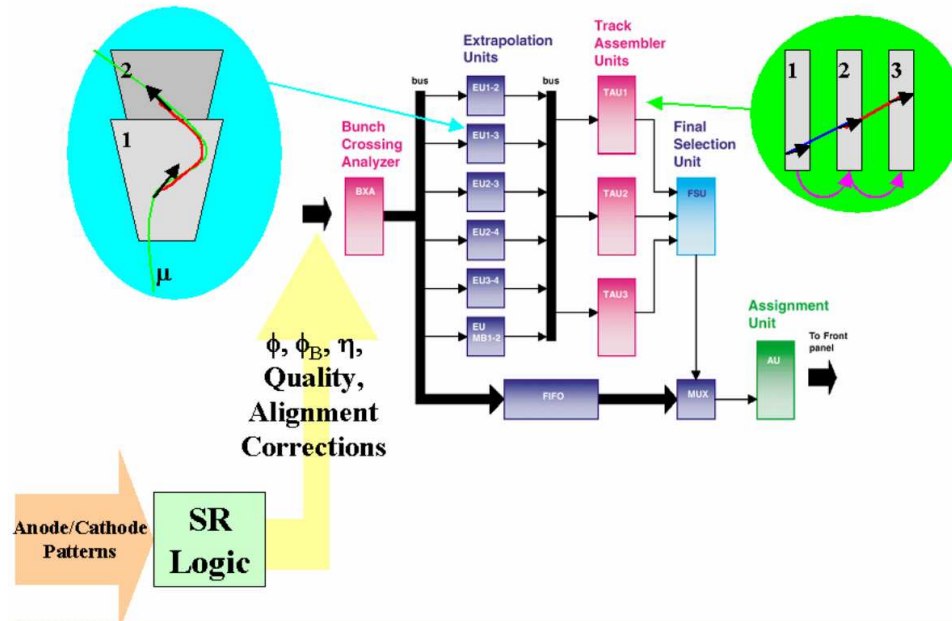 2
1
μ
Extrapolation
Units
bus
EU1-2
EU1-3
EU2-3
EU2-4
EU3-4
EU
MB1-2
bus
Track
Assembler
Units
TAU1
TAU2
TAU3
1 2 3
Bunch
Crossing
Analyzer
BXA
Final
Selection
Unit
FSU
Assignment
Unit
AU
To Front
panel
FIFO
MUX
ϕ, ϕB, η,
Quality,
Alignment
Corrections
Anode/Cathode
Patterns
SR
Logic